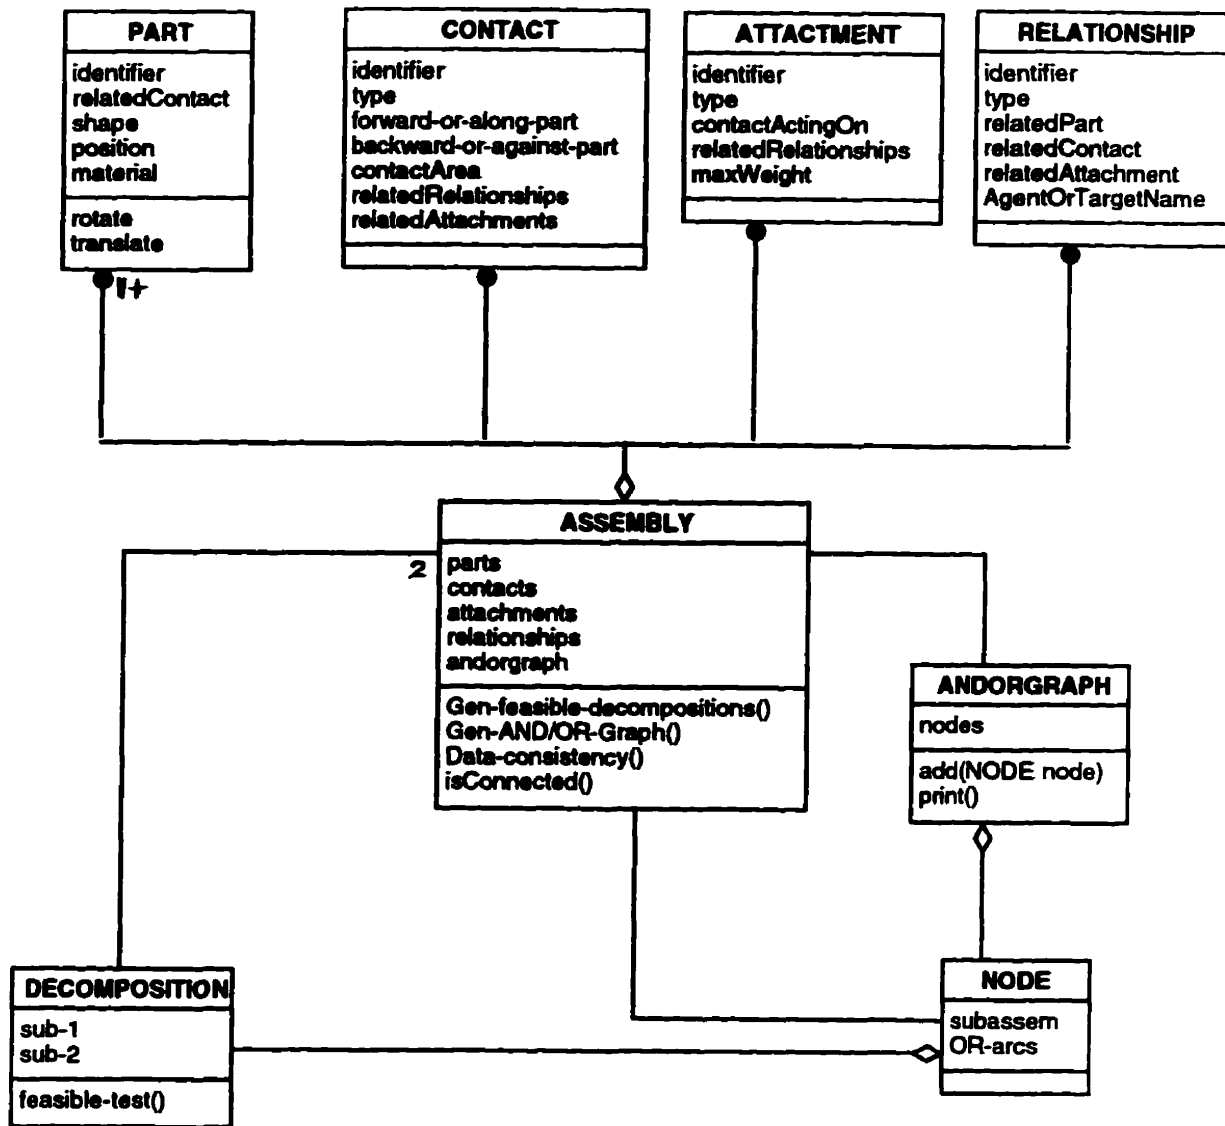 PART
identifier
relatedContact
shape
position
material
rotate
translate
1+
CONTACT
identifier
type
forward-or-along-part
backward-or-against-part
contactArea
relatedRelationships
relatedAttachments
ATTACTMENT
identifier
type
contactActingOn
relatedRelationships
maxWeight
RELATIONSHIP
identifier
type
relatedPart
relatedContact
relatedAttachment
AgentOrTargetName
ASSEMBLY
2
parts
contacts
attachments
relationships
andorgraph
Gen-feasible-decompositions()
Gen-AND/OR-Graph()
Data-consistency()
isConnected()
ANDORGRAPH
nodes
add(NODE node)
print()
DECOMPOSITION
sub-1
sub-2
feasible-test()
NODE
subassem
OR-arcs